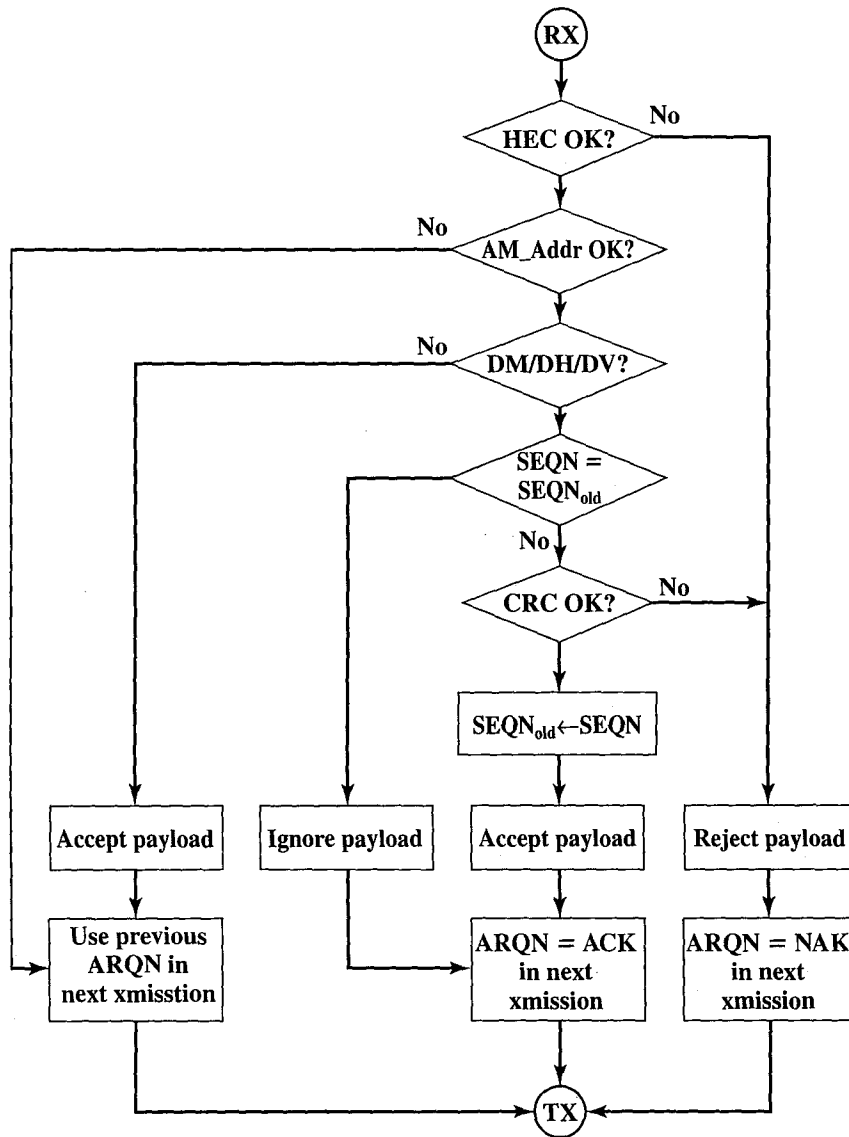 RX
No
HEC OK?
No
AM_Addr OK?
No
DM/DH/DV?
SEQN =
SEQNold
No
CRC OK?
No
SEQNold←SEQN
Accept payload
Ignore payload
Accept payload
Reject payload
Use previous
ARQN in
next xmisstion
ARQN = ACK
in next
xmission
ARQN = NAK
in next
xmission
TX